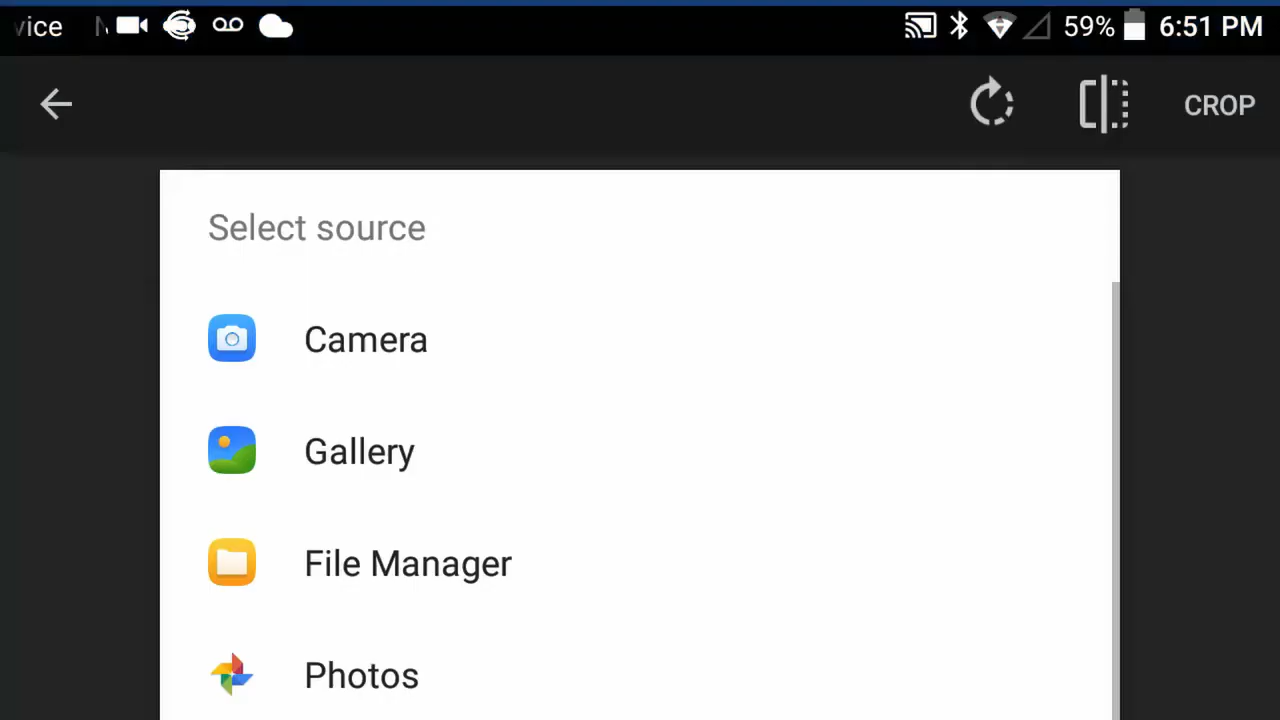 vice
59% 6:51 PM
CROP
Select source
Camera
Gallery
File Manager
Photos